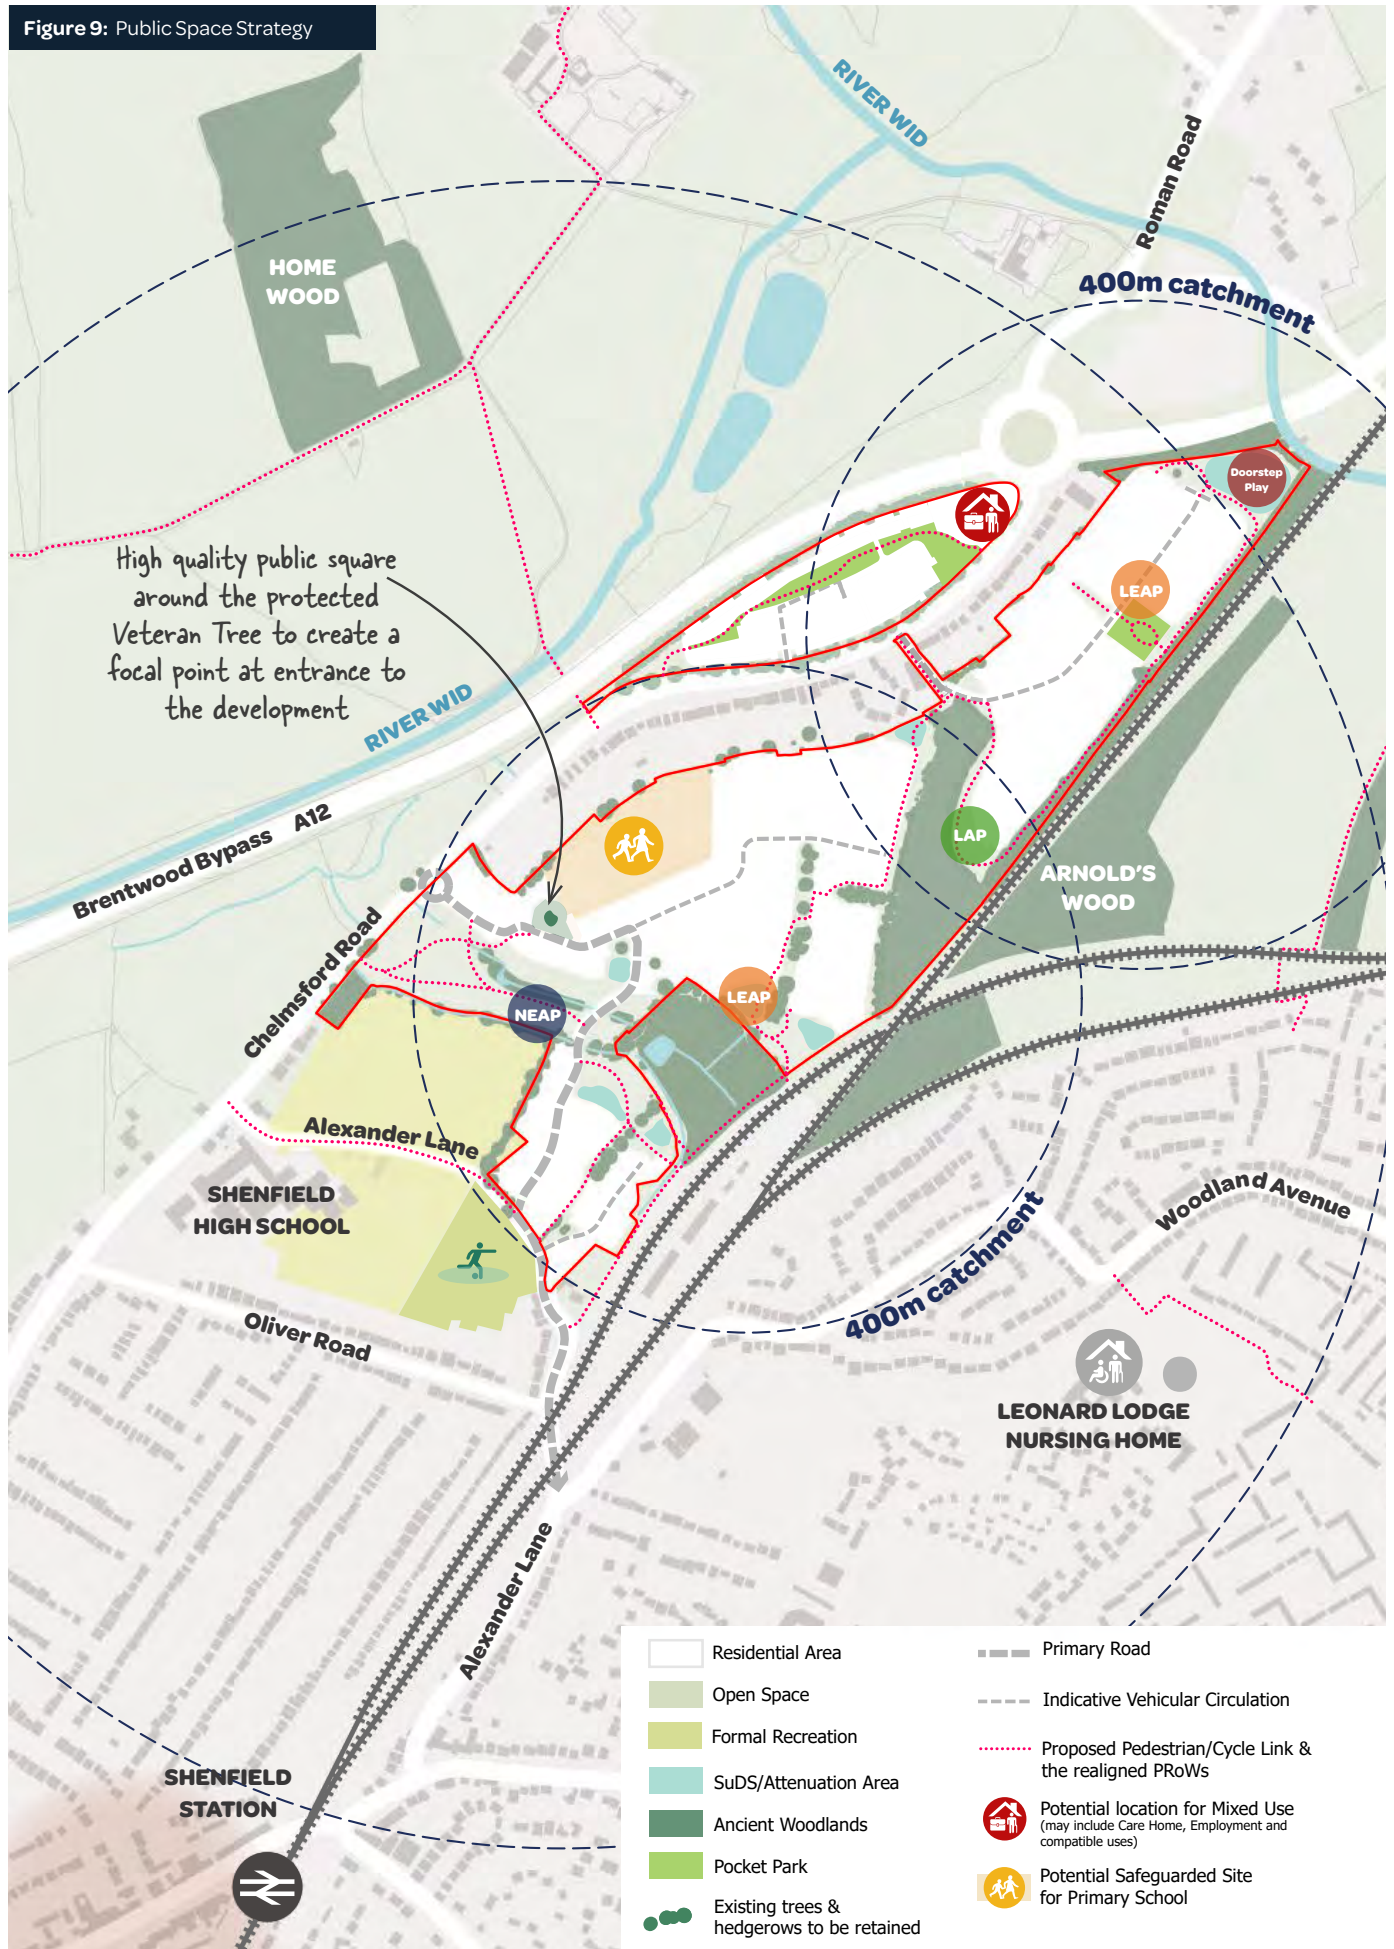 Figure 9: Public Space Strategy
RIVER WID
Roman Road
HOME
WOOD
400m catchment
Doorstep
Play
High quality public square
around the protected
Veteran Tree to create a
focal point at entrance to
the development
LEAP
RIVER WID
Brentwood Bypass A12
LAP
ARNOLD'S
WOOD
Chelmsford Road
LEAP
NEAP
Alexander Lane
SHENFIELD
HIGH SCHOOL
Woodland Avenue
400m catchment
Oliver Road
LEONARD LODGE
NURSING HOME
Alexander Lane
SHENFIELD
STATION
Residential Area
Open Space
Formal Recreation
SuDS/Attenuation Area
Ancient Woodlands
Pocket Park
Existing trees &
hedgerows to be retained
Primary Road
Indicative Vehicular Circulation
Proposed Pedestrian/Cycle Link &
the realigned PRoWs
Potential location for Mixed Use
(may include Care Home, Employment and
compatible uses)
Potential Safeguarded Site
for Primary School